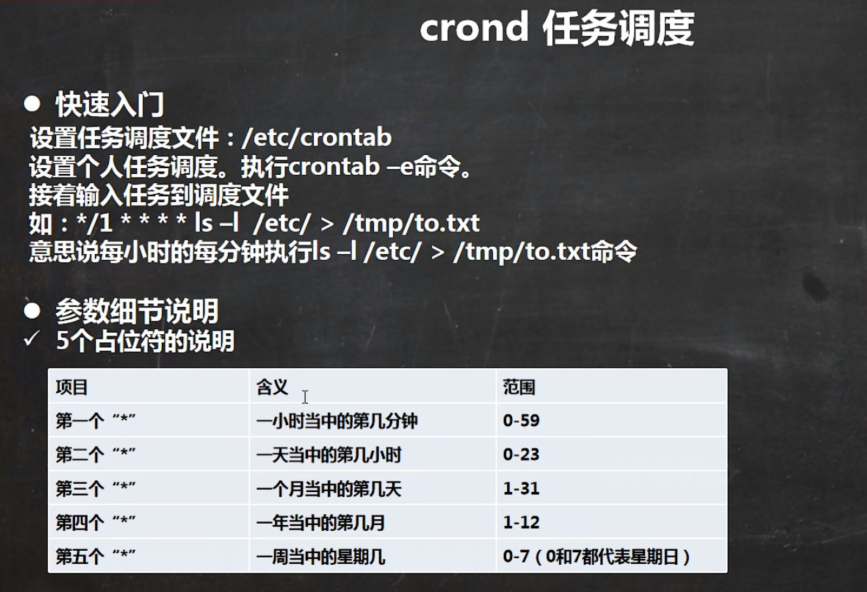 crond 任务调度
● 快速入门
设置任务调度文件：/etc/crontab
设置个人任务调度。执行crontab –e命令。
接着输入任务到调度文件
如：*/1 * * * * ls –l  /etc/ > /tmp/to.txt
意思说每小时的每分钟执行ls –l /etc/ > /tmp/to.txt命令
● 参数细节说明
✓ 5个占位符的说明
项目 含义 范围
第一个“*” 一小时当中的第几分钟 0-59
第二个“*” 一天当中的第几小时 0-23
第三个“*” 一个月当中的第几天 1-31
第四个“*” 一年当中的第几月 1-12
第五个“*” 一周当中的星期几 0-7（0和7都代表星期日）